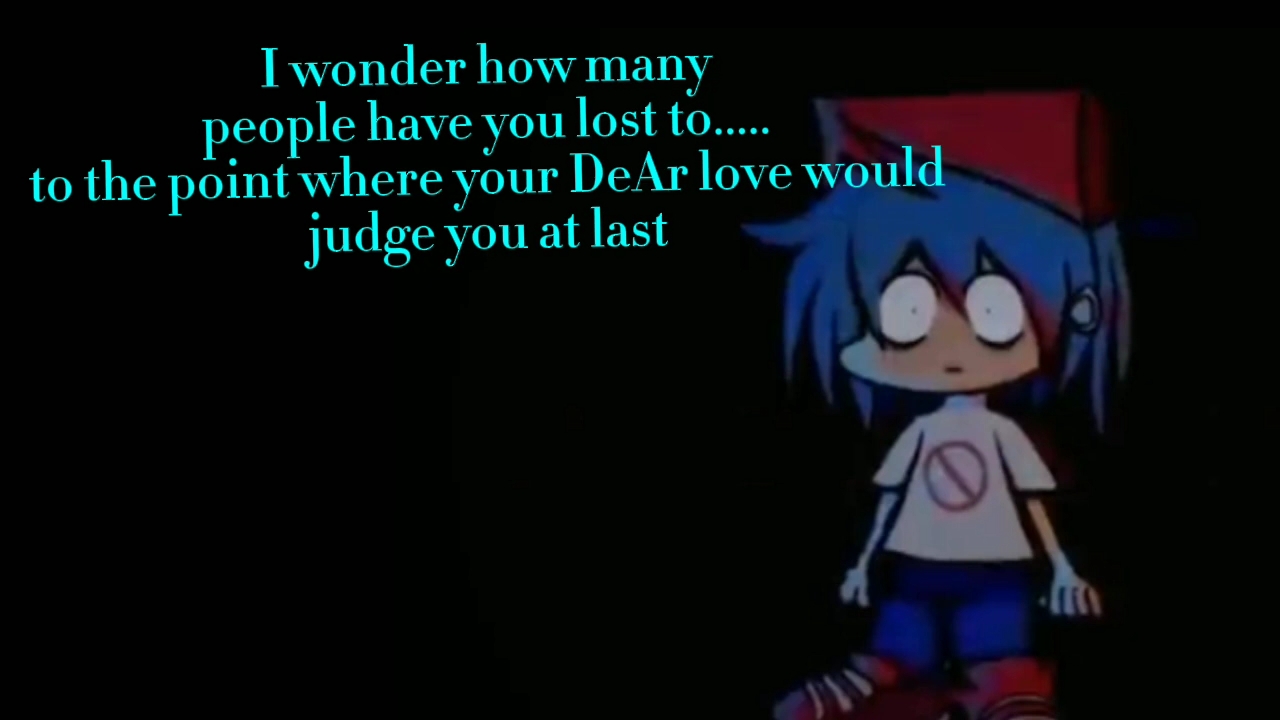 I wonder how many
people have you lost to.....
to the point where your DeAr love would
judge you at last